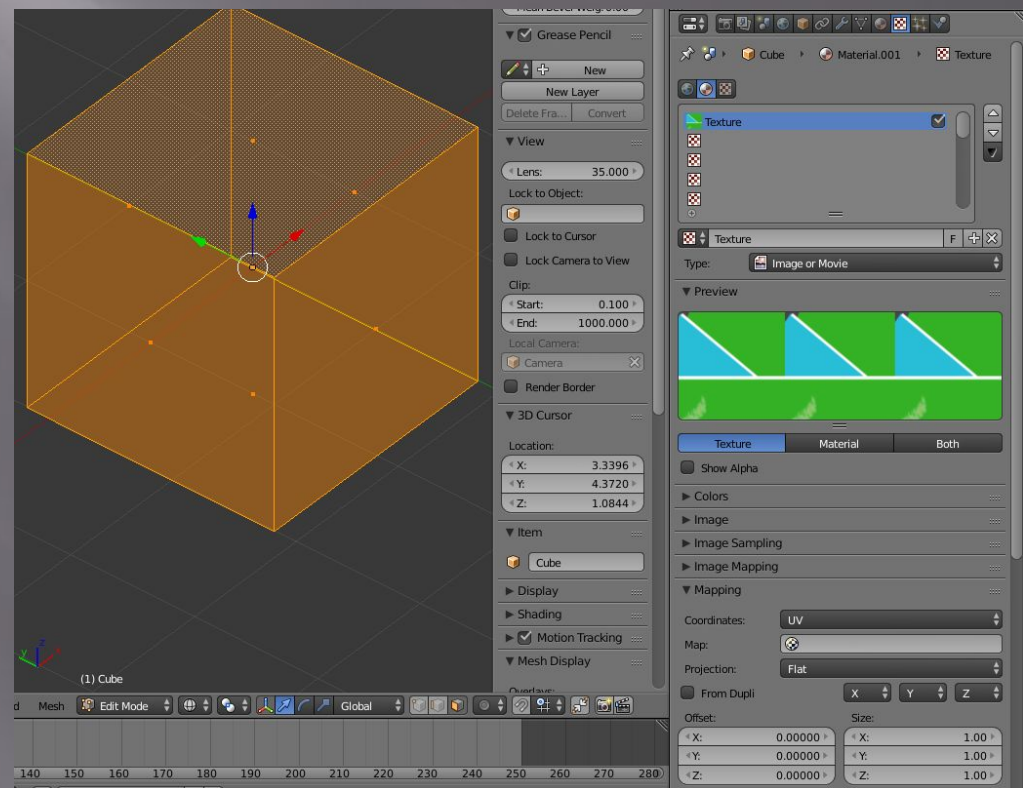 Mean Bevel Weig: 0.00
Grease Pencil
New
New Layer
Delete Fra...
Convert
View
Lens:
35.000
Lock to Object:
Lock to Cursor
Lock Camera to View
Clip:
Start:
0.100
End:
1000.000
Local Camera:
Camera
Render Border
3D Cursor
Location:
X:
3.3396
Y:
4.3720
Z:
1.0844
Item
Cube
Display
Shading
Motion Tracking
Mesh Display
Overlays:
Cube
Material.001
Texture
Texture
Texture
F
Type:
Image or Movie
Preview
Texture
Material
Both
Show Alpha
Colors
Image
Image Sampling
Image Mapping
Mapping
Coordinates:
UV
Map:
Projection:
Flat
From Dupli
X
Y
Z
Offset:
Size:
X:
0.00000
X:
1.00
Y:
0.00000
Y:
1.00
Z:
0.00000
Z:
1.00
y
z
x
(1) Cube
d
Mesh
Edit Mode
Global
140
150
160
170
180
190
200
210
220
230
240
250
260
270
280